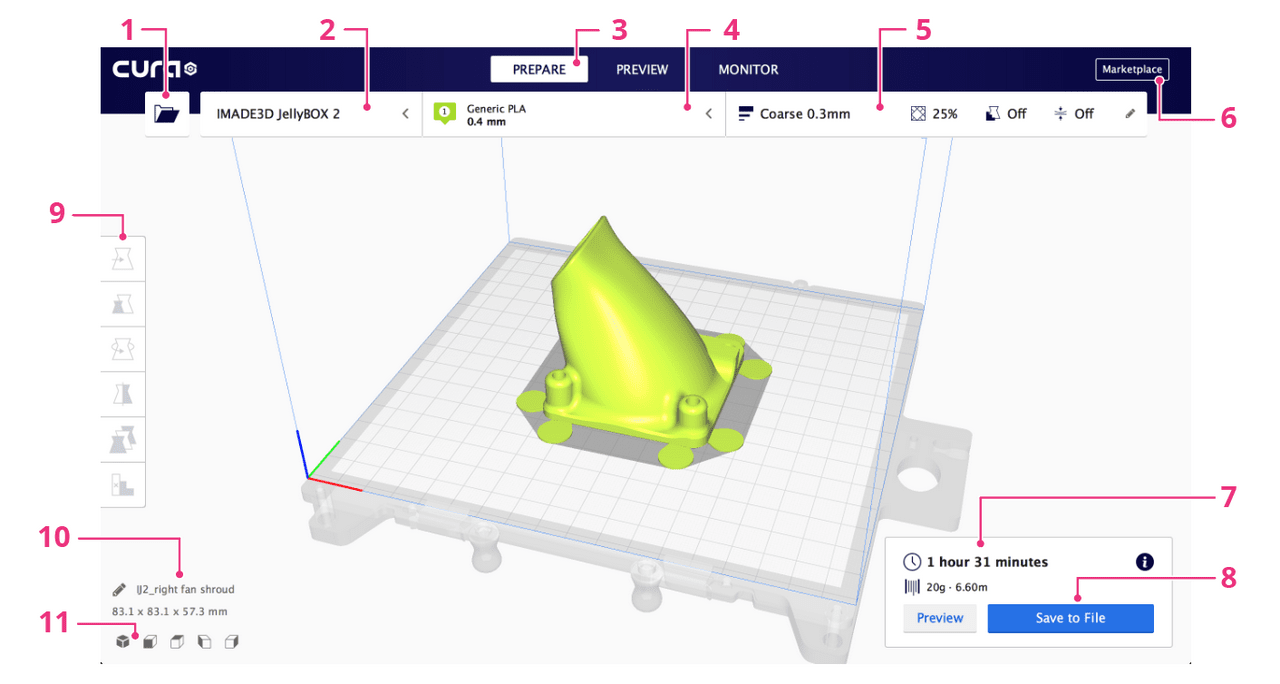 1
2
3
4
5
cura
PREPARE
PREVIEW
MONITOR
Marketplace
IMADE3D JellyBOX 2
1
Generic PLA
0.4 mm
Coarse 0.3mm
25%
Off
Off
6
9
7
10
1 hour 31 minutes
i
8
IJ2_right fan shroud
20g · 6.60m
83.1 x 83.1 x 57.3 mm
Preview
Save to File
11